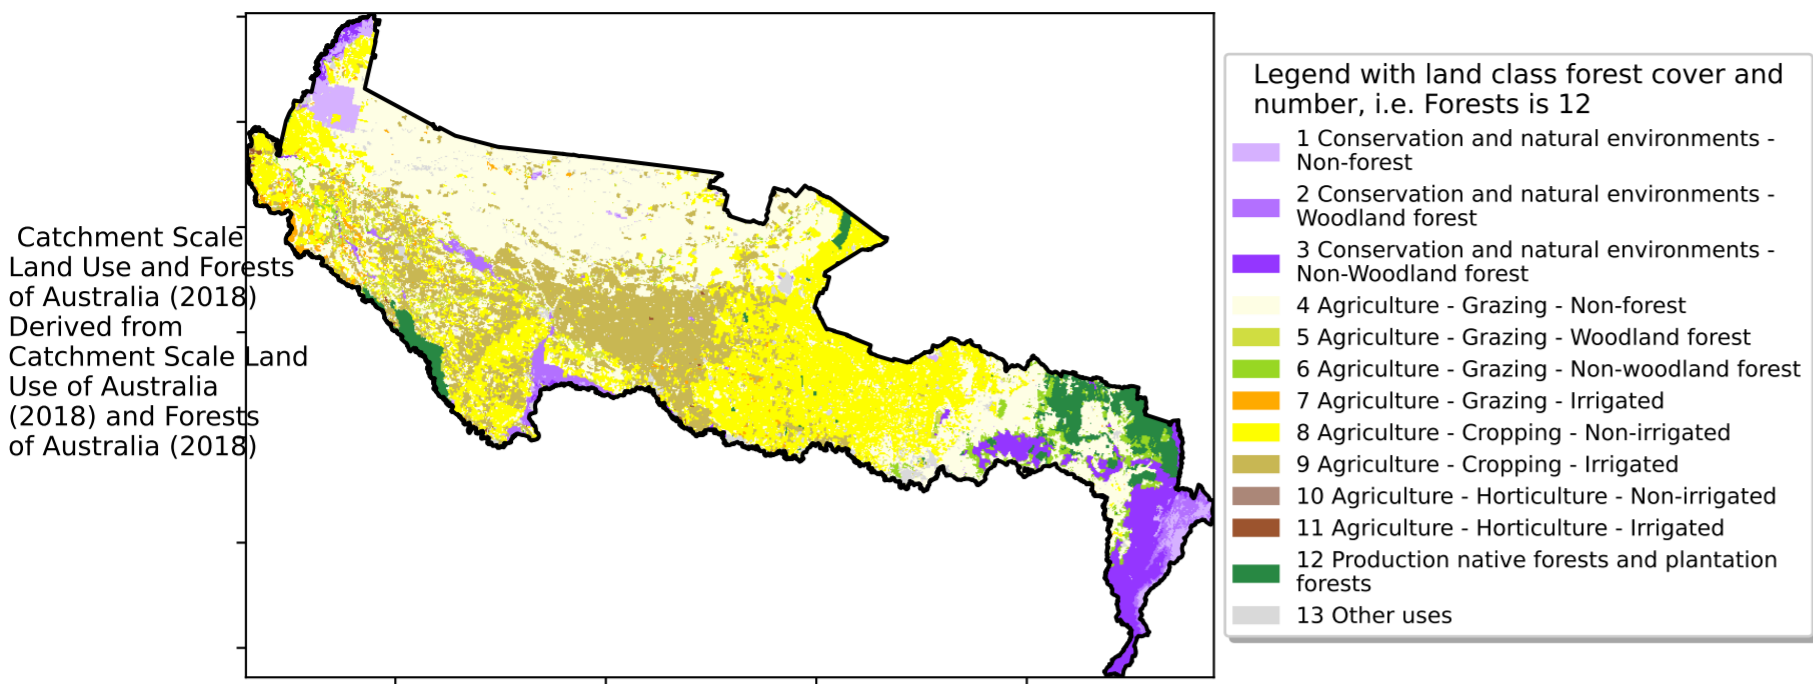 Catchment Scale
Land Use and Forests
of Australia (2018)
Derived from
Catchment Scale Land
Use of Australia
(2018) and Forests
of Australia (2018)
Legend with land class forest cover and
number, i.e. Forests is 12
1 Conservation and natural environments -
Non-forest
2 Conservation and natural environments -
Woodland forest
3 Conservation and natural environments -
Non-Woodland forest
4 Agriculture - Grazing - Non-forest
5 Agriculture - Grazing - Woodland forest
6 Agriculture - Grazing - Non-woodland forest
7 Agriculture - Grazing - Irrigated
8 Agriculture - Cropping - Non-irrigated
9 Agriculture - Cropping - Irrigated
10 Agriculture - Horticulture - Non-irrigated
11 Agriculture - Horticulture - Irrigated
12 Production native forests and plantation
forests
13 Other uses